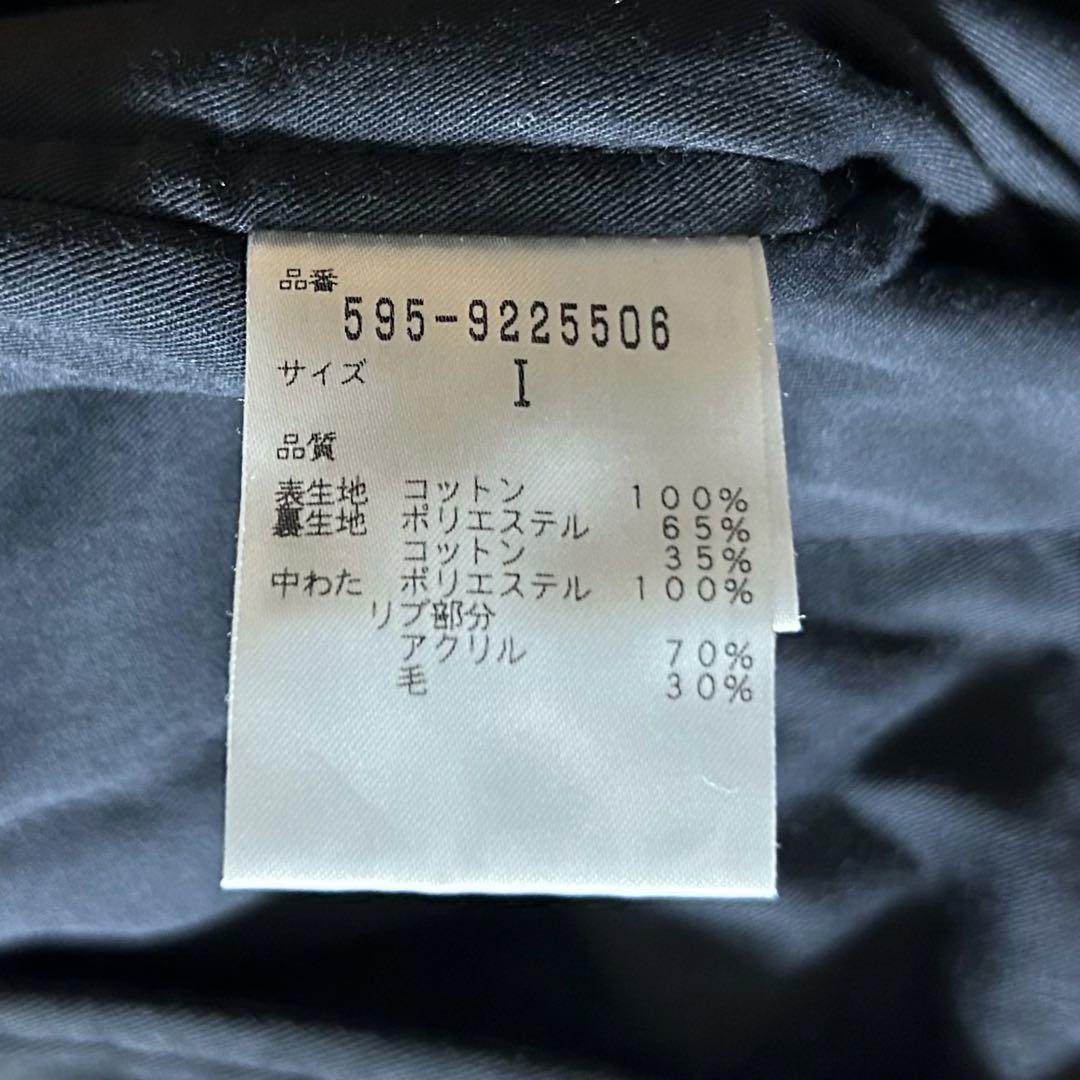 品番
595-9225506
サイズ I
品質
表生地 コットン 100%
裏生地 ポリエステル 65%
コットン 35%
中わた ポリエステル 100%
リブ部分
アクリル 70%
毛 30%